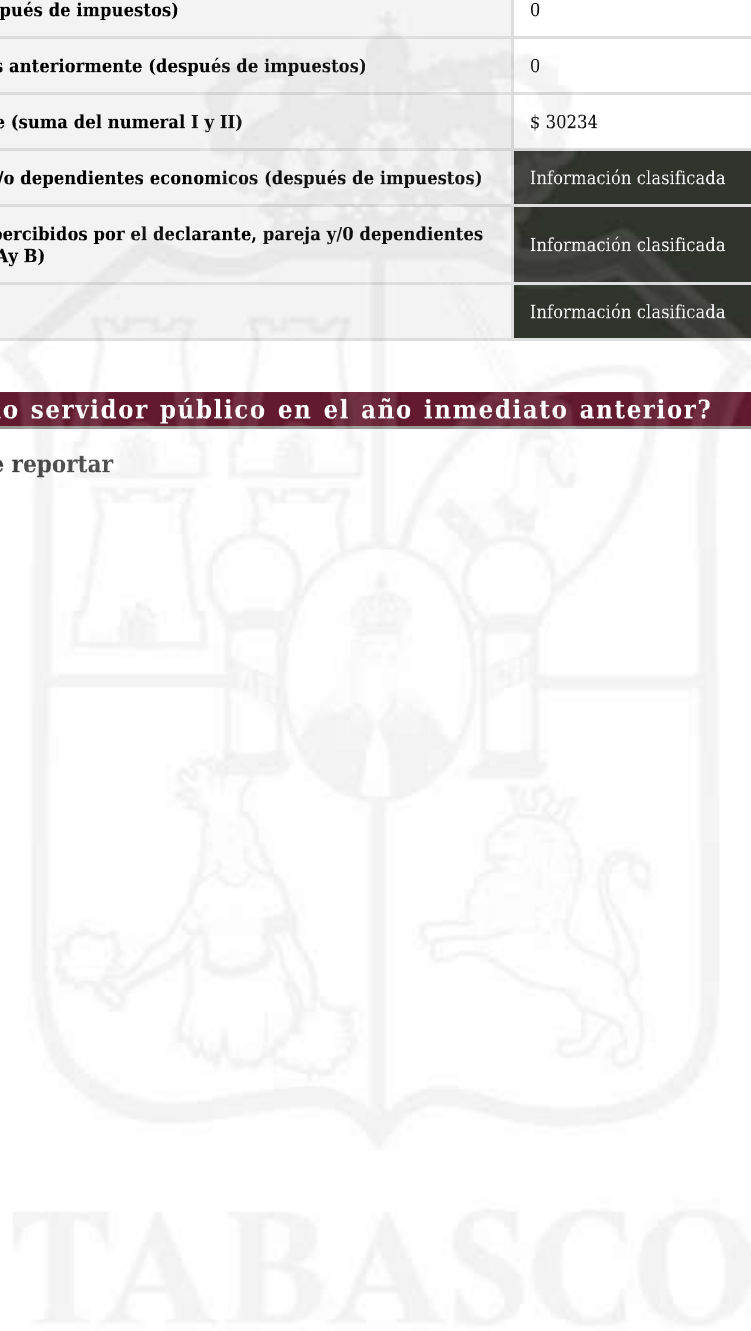 pués de impuestos)
0
s anteriormente (después de impuestos)
0
e (suma del numeral I y II)
$ 30234
/o dependientes economicos (después de impuestos)
Información clasificada
percibidos por el declarante, pareja y/0 dependientes
Ay B)
Información clasificada
Información clasificada
o servidor público en el año inmediato anterior?
e reportar
TABASCO